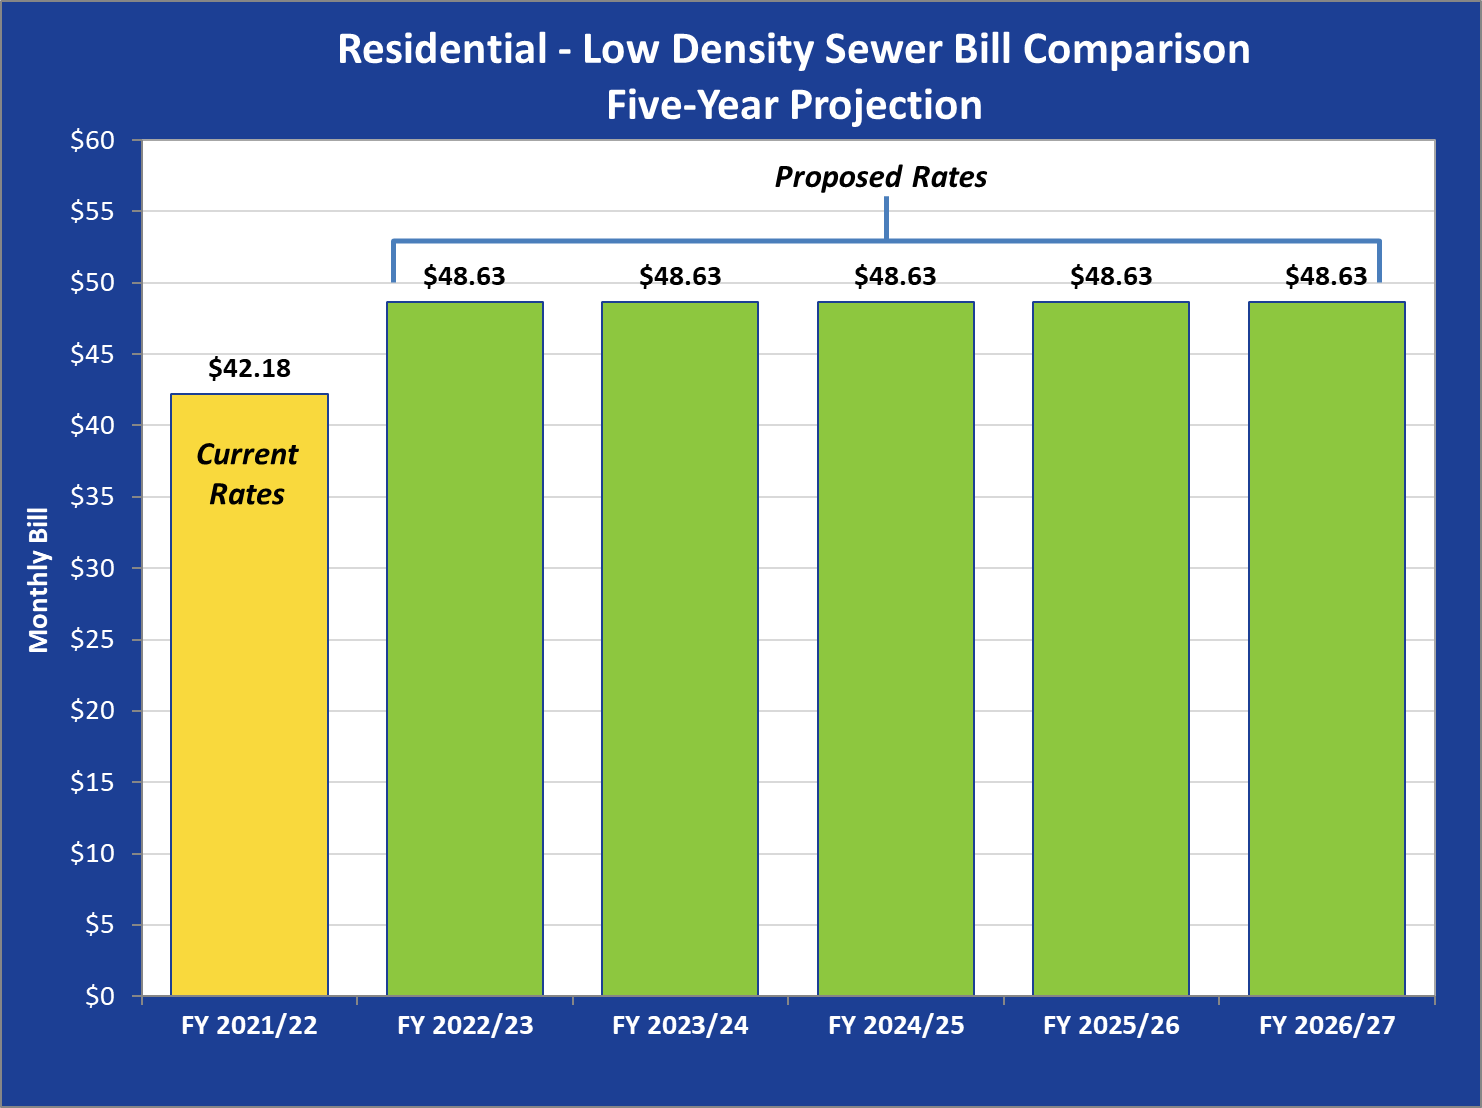 Residential - Low Density Sewer Bill Comparison
Five-Year Projection
$60
$55
$50
$45
$40
$35
$30
$25
$20
$15
$10
$5
$0
Monthly Bill
Proposed Rates
$42.18
$48.63
$48.63
$48.63
$48.63
$48.63
Current
Rates
FY 2021/22
FY 2022/23
FY 2023/24
FY 2024/25
FY 2025/26
FY 2026/27